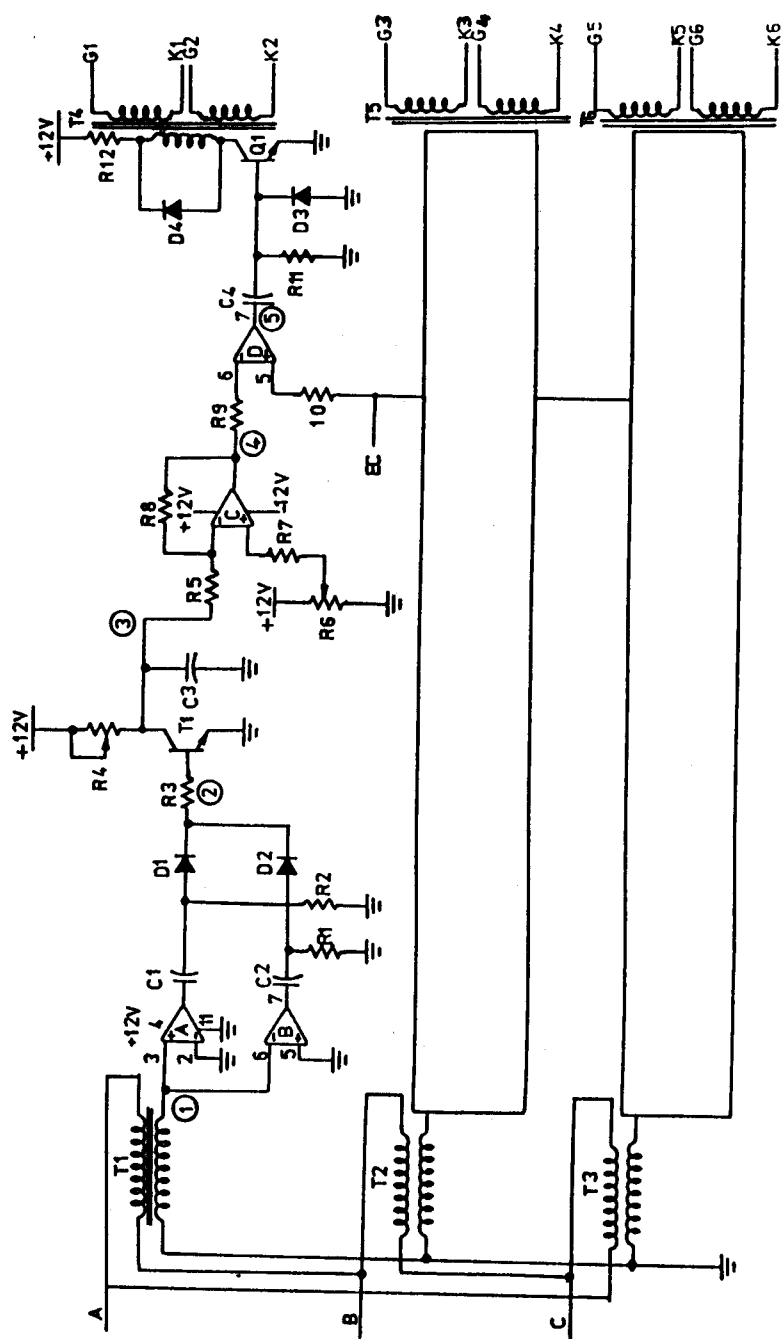 A
T1
①
3
2
+12V
4
A
11
6
5
B
7
C1
C2
R1
R2
D1
D2
R3
②
+12V
R4
T1
C3
③
R5
R8
+12V
C
-12V
R7
+12V
R6
④
R9
6
5
D
7
⑤
10
EC
C4
R11
D3
D4
+12V
R12
Q1
T4
G1
K1
G2
K2
B
T2
T5
G3
K3
G4
K4
C
T3
G5
K5
G6
K6